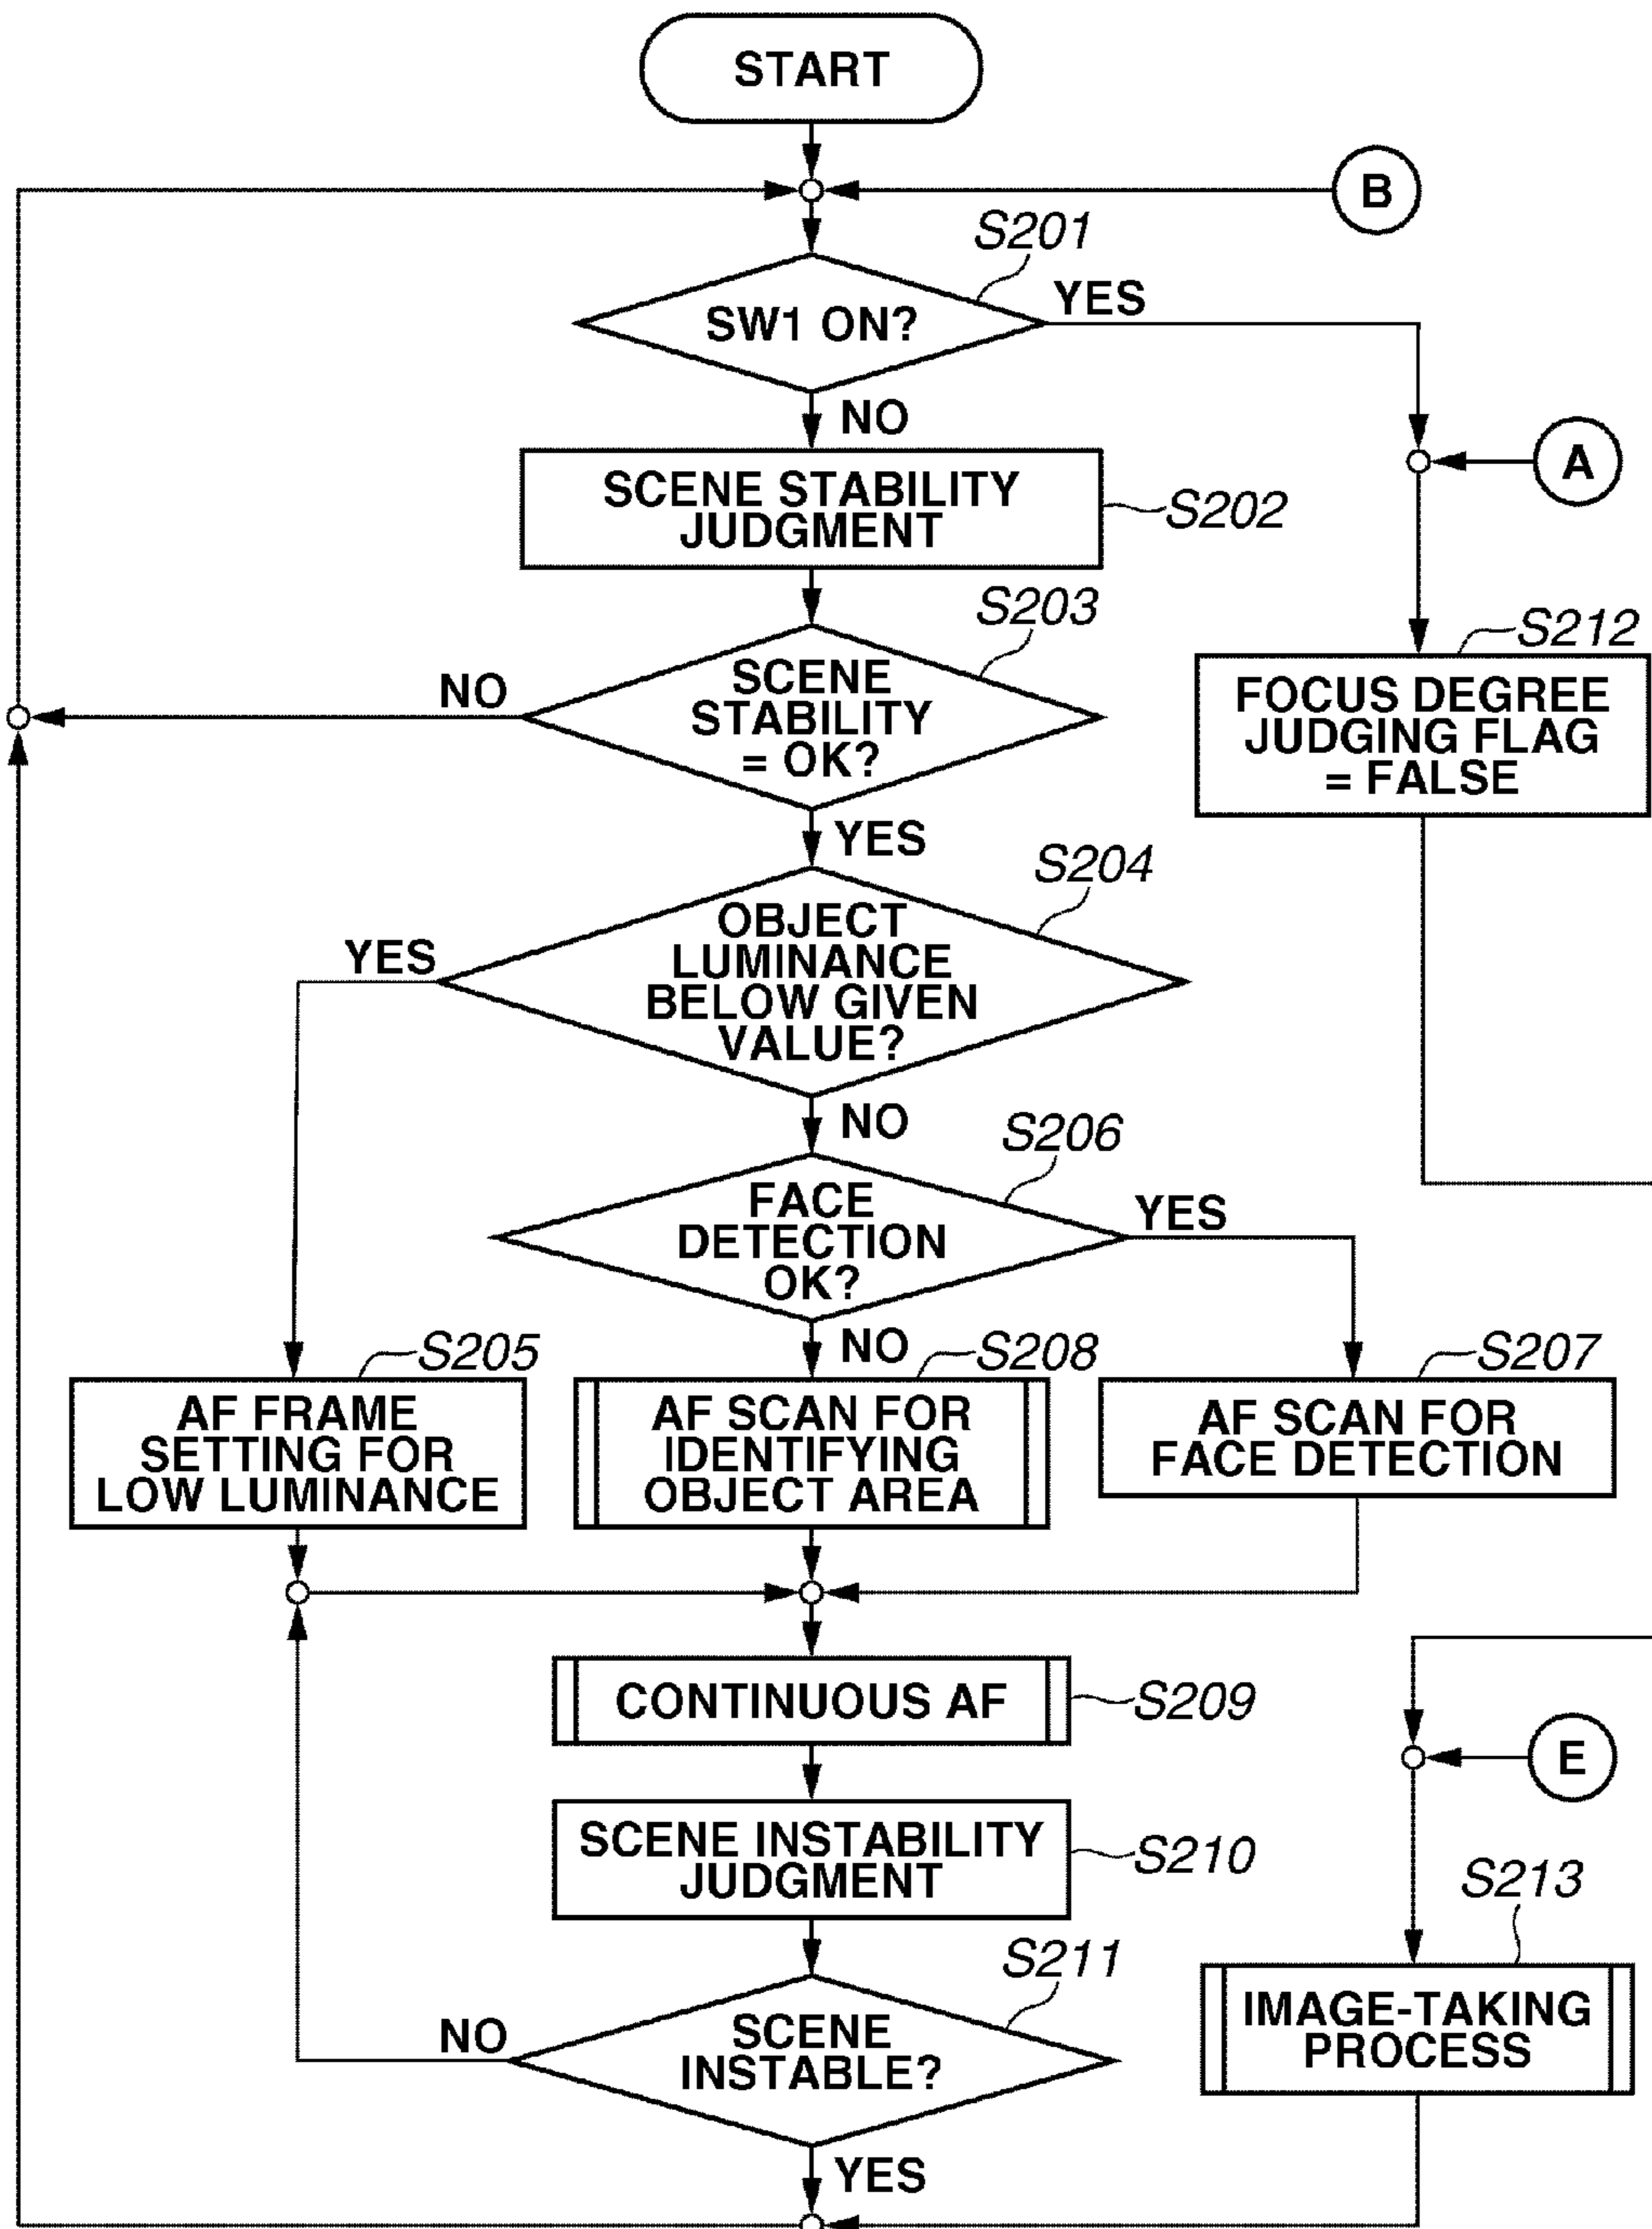 START
B
S201
SW1 ON?
YES
NO
A
SCENE STABILITY
JUDGMENT
S202
S203
SCENE
STABILITY
= OK?
NO
YES
S212
FOCUS DEGREE
JUDGING FLAG
= FALSE
S204
OBJECT
LUMINANCE
BELOW GIVEN
VALUE?
YES
NO
S206
FACE
DETECTION
OK?
YES
NO
S205
AF FRAME
SETTING FOR
LOW LUMINANCE
S208
AF SCAN FOR
IDENTIFYING
OBJECT AREA
S207
AF SCAN FOR
FACE DETECTION
CONTINUOUS AF
S209
E
SCENE INSTABILITY
JUDGMENT
S210
S213
IMAGE-TAKING
PROCESS
S211
SCENE
INSTABLE?
NO
YES